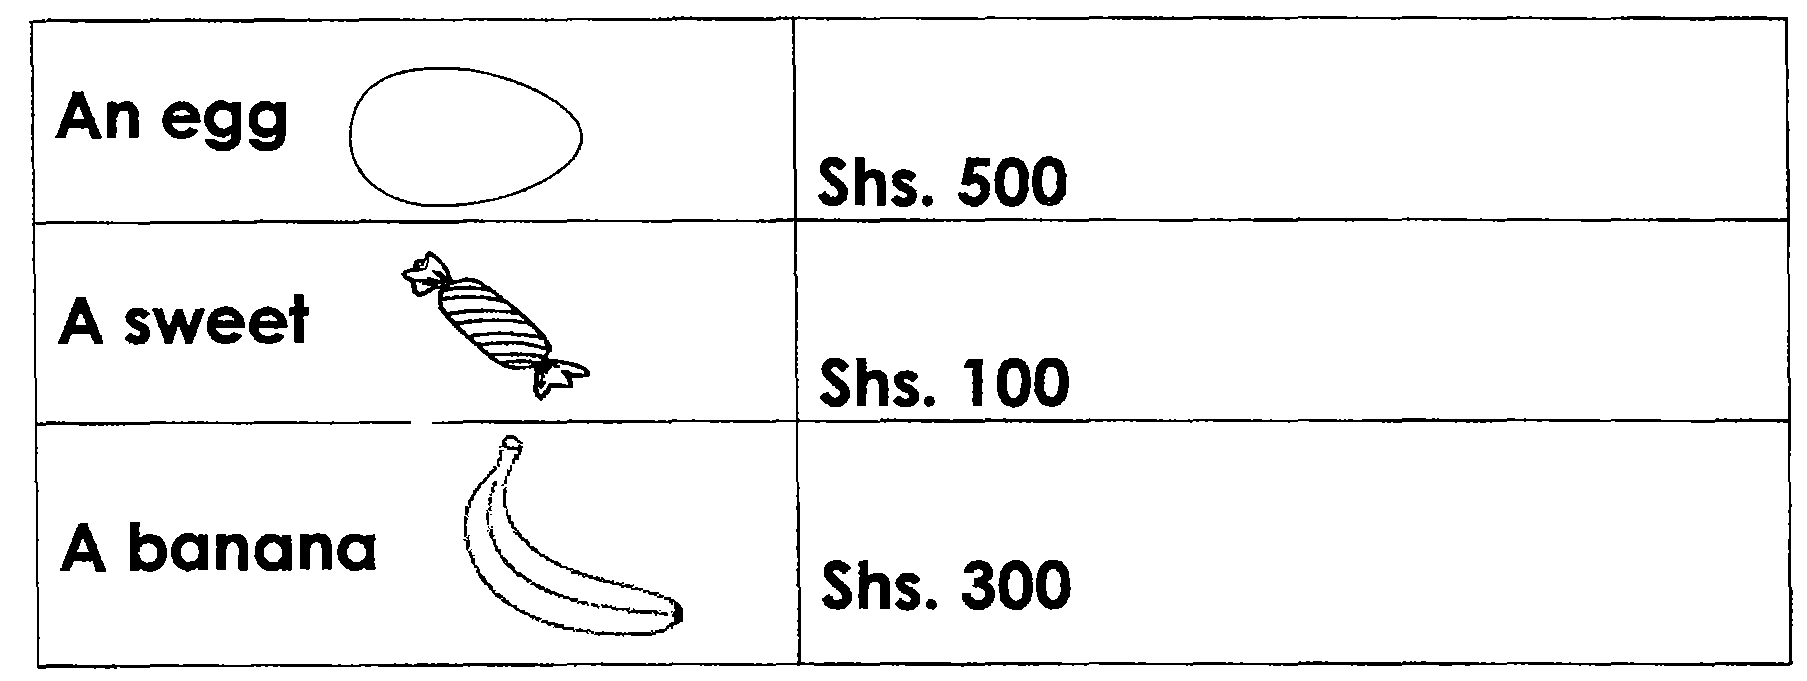 An egg
Shs. 500
A sweet
Shs. 100
A banana
Shs. 300